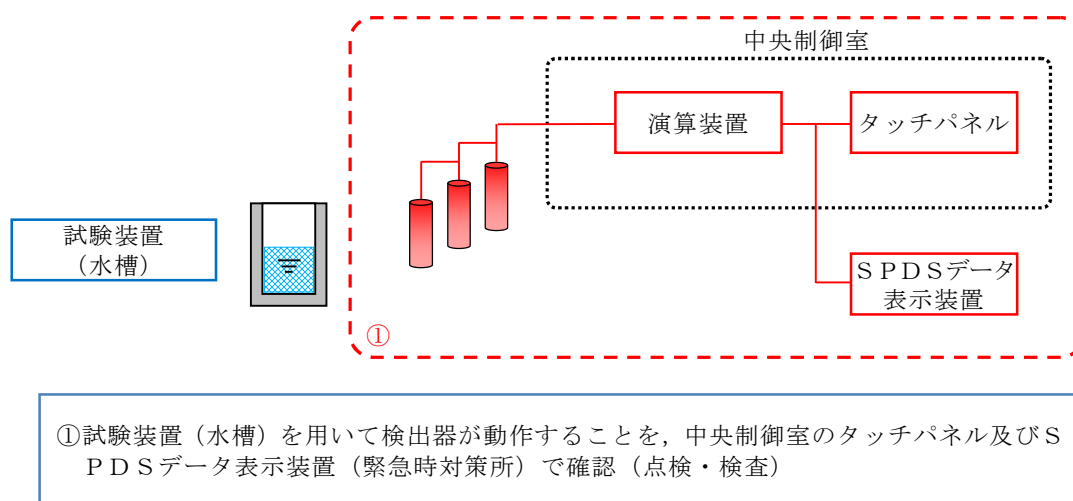 中央制御室
演算装置
タッチパネル
試験装置
（水槽）
ＳＰＤＳデータ
表示装置
①
①試験装置（水槽）を用いて検出器が動作することを，中央制御室のタッチパネル及びＳ
ＰＤＳデータ表示装置（緊急時対策所）で確認（点検・検査）